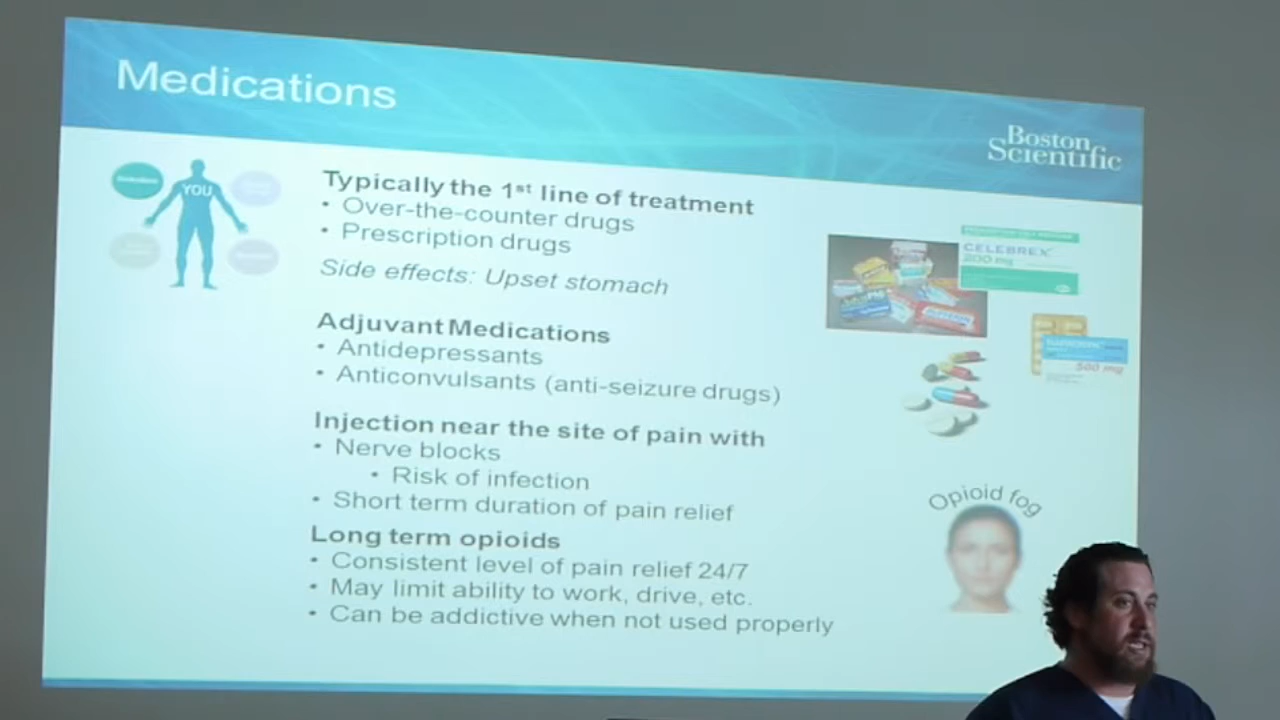 Medications
Boston
Scientific
YOU
Typically the 1st line of treatment
• Over-the-counter drugs
• Prescription drugs
Side effects: Upset stomach
CELEBREX
200 mg
Adjuvant Medications
• Antidepressants
• Anticonvulsants (anti-seizure drugs)
500 mg
Injection near the site of pain with
• Nerve blocks
• Risk of infection
• Short term duration of pain relief
Opioid fog
Long term opioids
• Consistent level of pain relief 24/7
• May limit ability to work, drive, etc.
• Can be addictive when not used properly